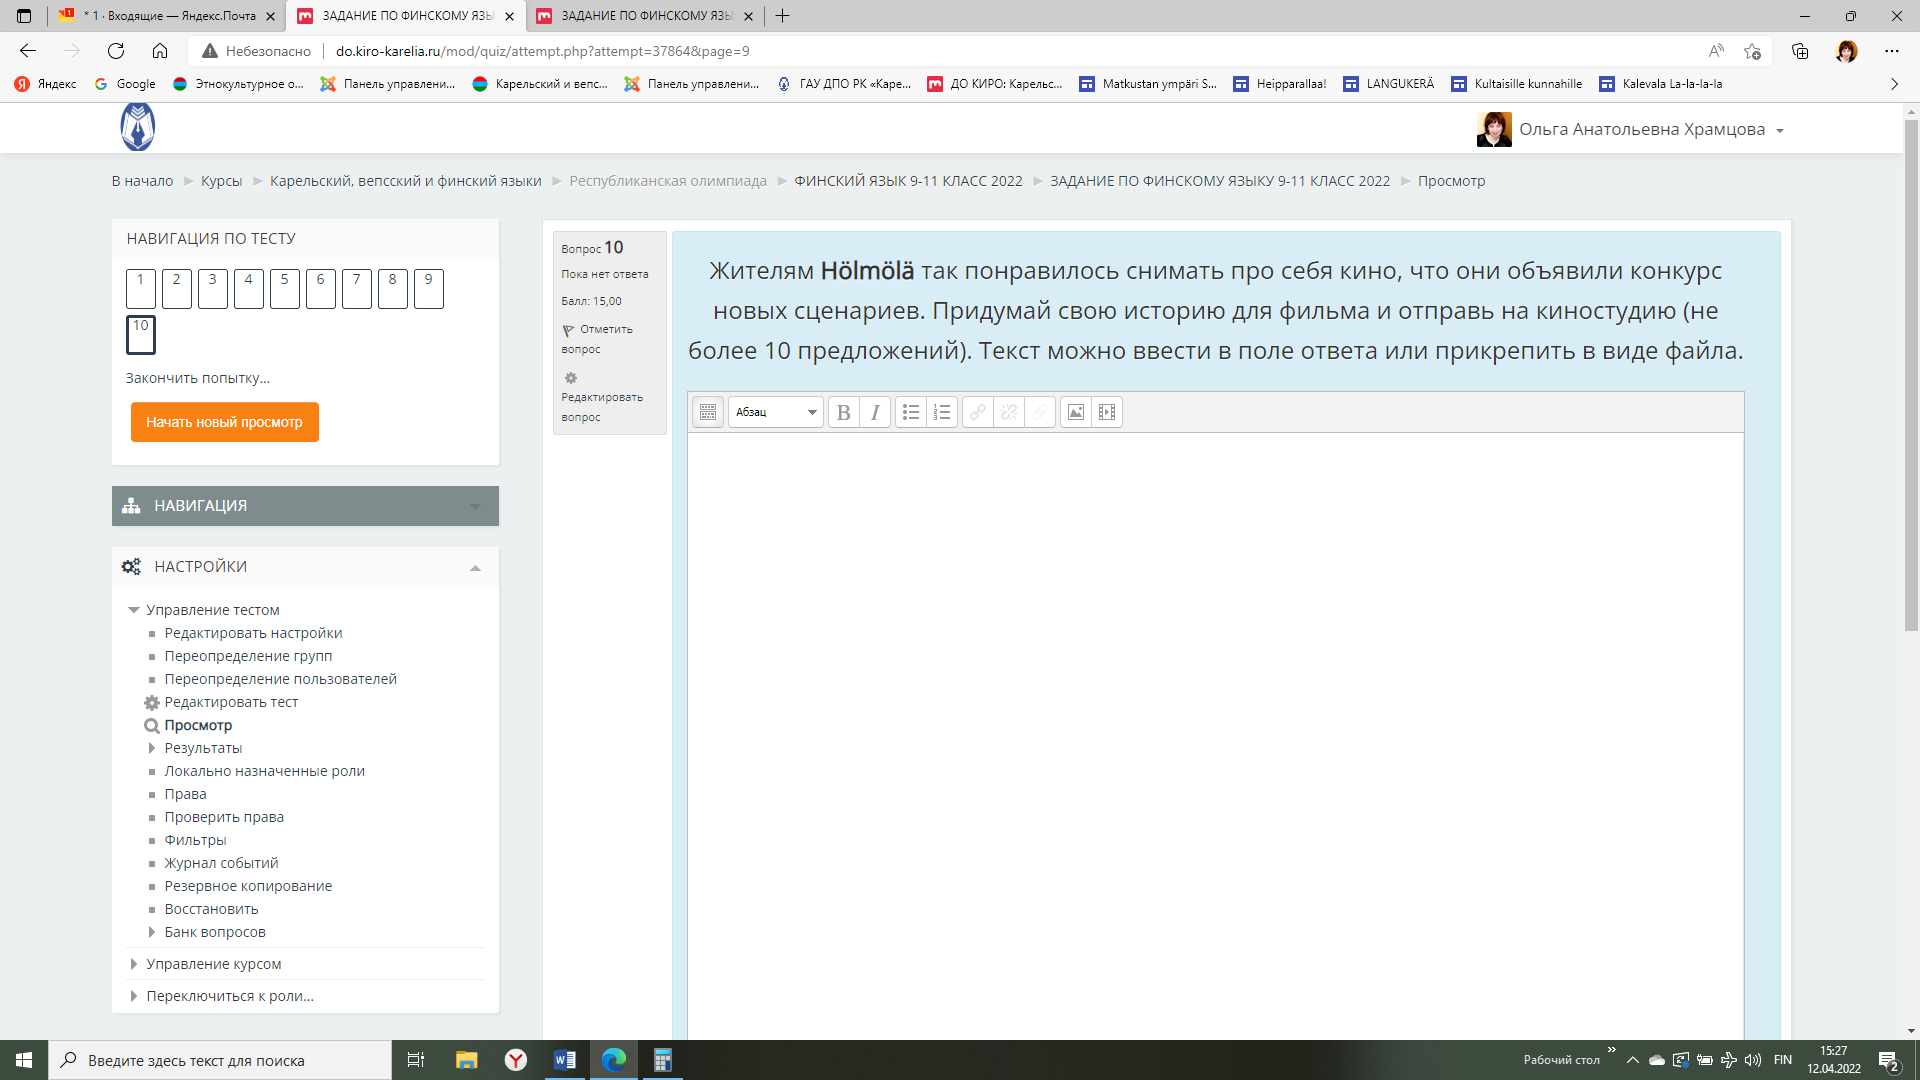 * 1 · Входящие — Яндекс.Почта
ЗАДАНИЕ ПО ФИНСКОМУ ЯЗЫ
ЗАДАНИЕ ПО ФИНСКОМУ ЯЗЫ
Небезопасно
do.kiro-karelia.ru/mod/quiz/attempt.php?attempt=37864&page=9
Яндекс
Google
Этнокультурное о...
Панель управлени...
Карельский и вепс...
Панель управлени...
ГАУ ДПО РК «Каре...
ДО КИРО: Карельс...
Matkustan ympäri S...
Heipparallaa!
LANGUKERÄ
Kultaisille kunnahille
Kalevala La-la-la-la
Ольга Анатольевна Храмцова
В начало
Курсы
Карельский, вепсский и финский языки
Республиканская олимпиада
ФИНСКИЙ ЯЗЫК 9-11 КЛАСС 2022
ЗАДАНИЕ ПО ФИНСКОМУ ЯЗЫКУ 9-11 КЛАСС 2022
Просмотр
НАВИГАЦИЯ ПО ТЕСТУ
1 2 3 4 5 6 7 8 9
10
Закончить попытку...
Начать новый просмотр
НАВИГАЦИЯ
НАСТРОЙКИ
Управление тестом
Редактировать настройки
Переопределение групп
Переопределение пользователей
Редактировать тест
Просмотр
Результаты
Локально назначенные роли
Права
Проверить права
Фильтры
Журнал событий
Резервное копирование
Восстановить
Банк вопросов
Управление курсом
Переключиться к роли...
Вопрос 10
Пока нет ответа
Балл: 15,00
Отметить
вопрос
Редактировать
вопрос
Жителям Hölmölä так понравилось снимать про себя кино, что они объявили конкурс
новых сценариев. Придумай свою историю для фильма и отправь на киностудию (не
более 10 предложений). Текст можно ввести в поле ответа или прикрепить в виде файла.
Абзац
B I
Введите здесь текст для поиска
Рабочий стол
FIN
15:27
12.04.2022
2